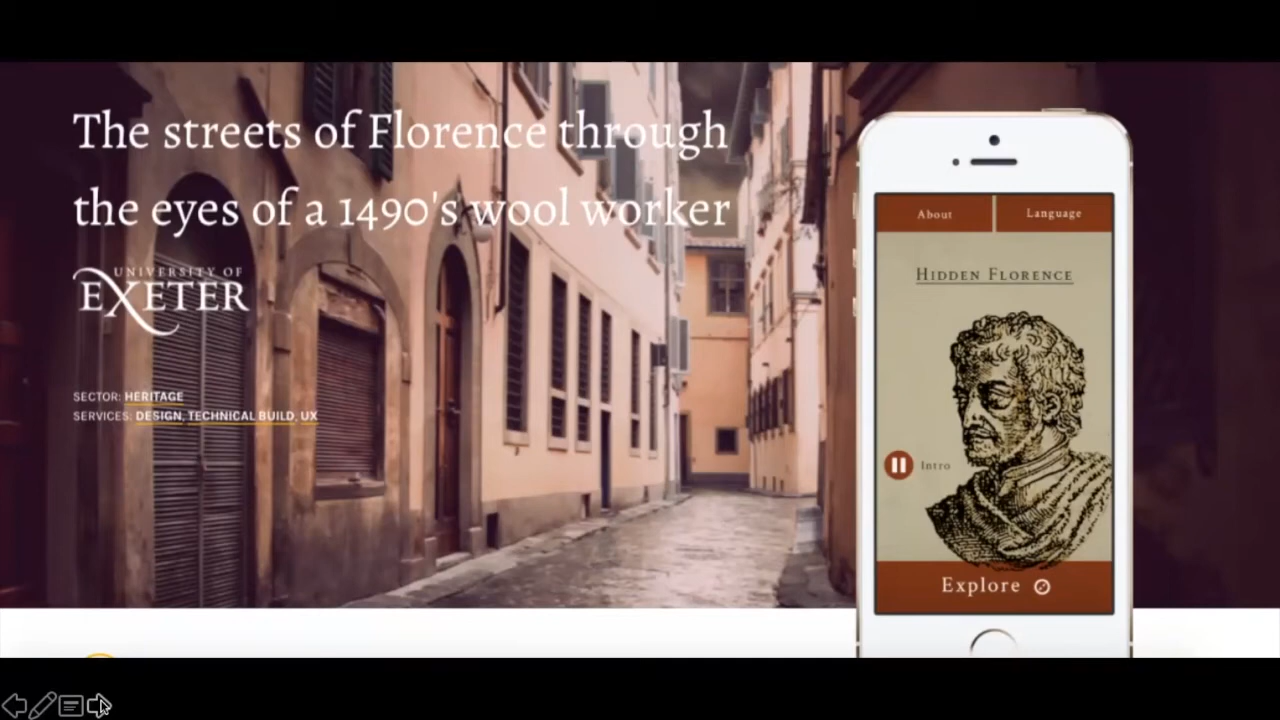 The streets of Florence through
the eyes of a 1490's wool worker
UNIVERSITY OF
EXETER
SECTOR: HERITAGE
SERVICES: DESIGN, TECHNICAL BUILD, UX
About
Language
HIDDEN FLORENCE
Intro
Explore